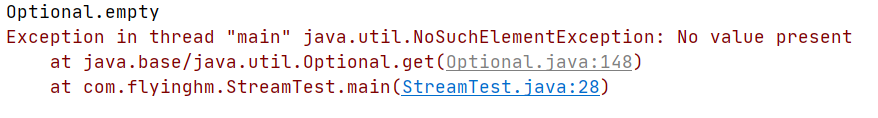 Optional.empty
Exception in thread "main" java.util.NoSuchElementException: No value present
    at java.base/java.util.Optional.get(Optional.java:148)
    at com.flyinghm.StreamTest.main(StreamTest.java:28)